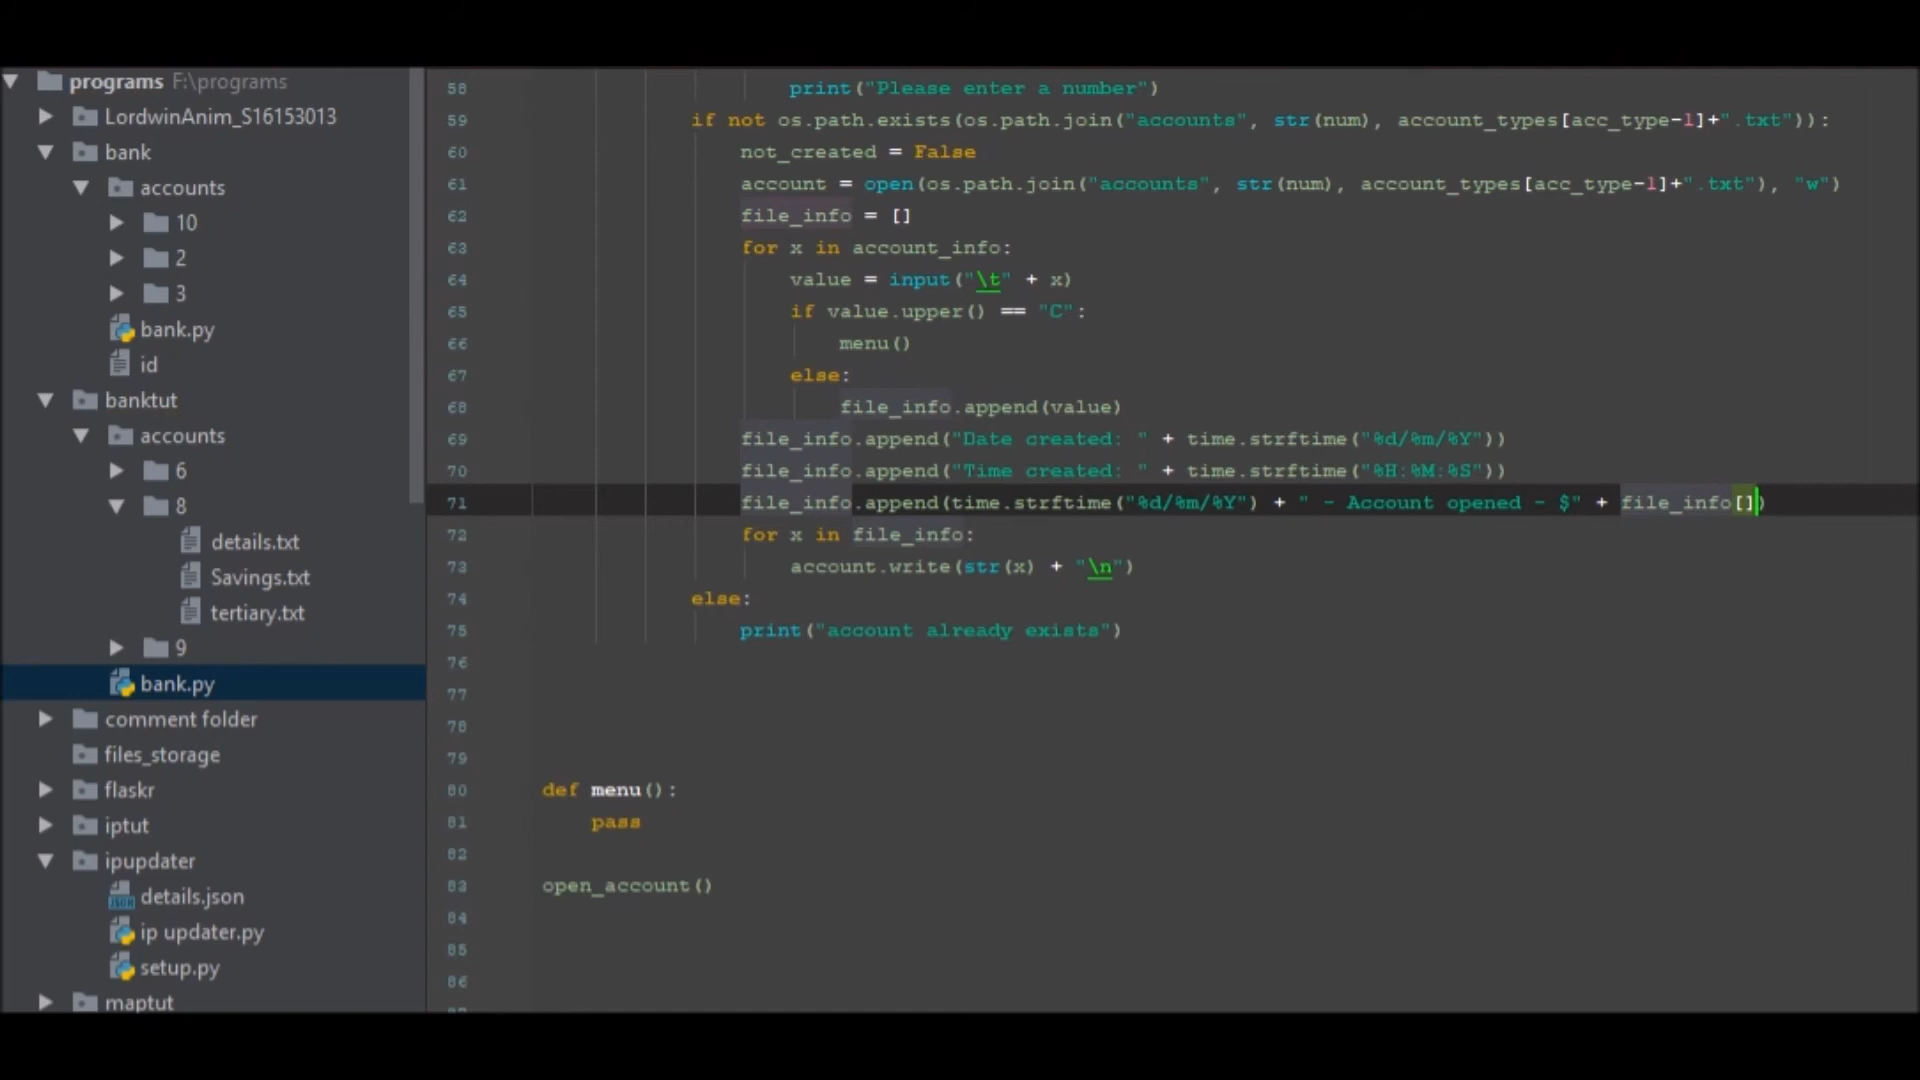 programs F:\programs
LordwinAnim_S16153013
bank
accounts
10
2
3
bank.py
id
banktut
accounts
6
8
details.txt
Savings.txt
tertiary.txt
9
bank.py
comment folder
files_storage
flaskr
iptut
ipupdater
details.json
ip updater.py
setup.py
maptut
58 print("Please enter a number")
59 if not os.path.exists(os.path.join("accounts", str(num), account_types[acc_type-1]+".txt")):
60 not_created = False
61 account = open(os.path.join("accounts", str(num), account_types[acc_type-1]+".txt"), "w")
62 file_info = []
63 for x in account_info:
64 value = input("\t" + x)
65 if value.upper() == "C":
66 menu()
67 else:
68 file_info.append(value)
69 file_info.append("Date created: " + time.strftime("%d/%m/%Y"))
70 file_info.append("Time created: " + time.strftime("%H:%M:%S"))
71 file_info.append(time.strftime("%d/%m/%Y") + " - Account opened - $" + file_info[])
72 for x in file_info:
73 account.write(str(x) + "\n")
74 else:
75 print("account already exists")
76
77
78
79
80 def menu():
81 pass
82
83 open_account()
84
85
86